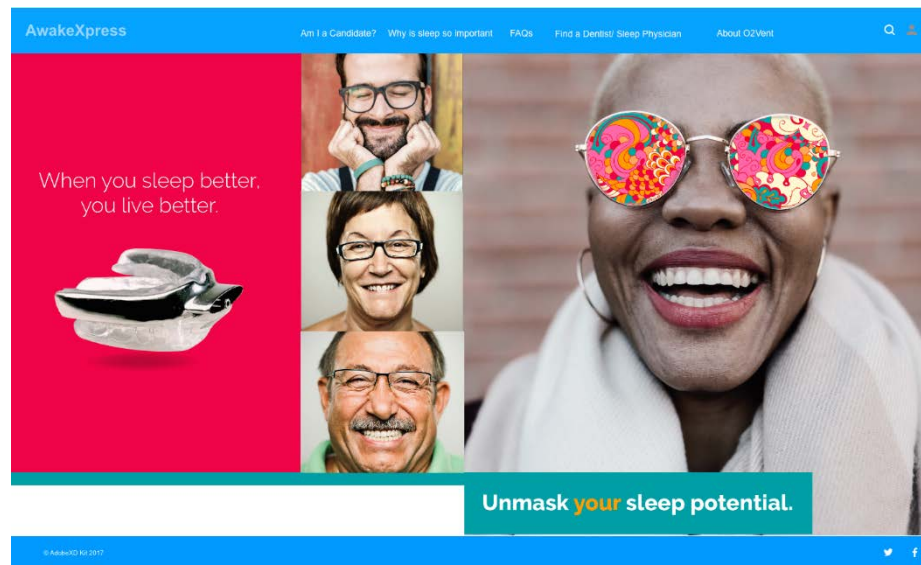 AwakeXpress
Am I a Candidate? Why is sleep so important FAQs Find a Dentist/ Sleep Physician About O2Vent
When you sleep better,
you live better.
Unmask your sleep potential.
© AdobeXD Kit 2017